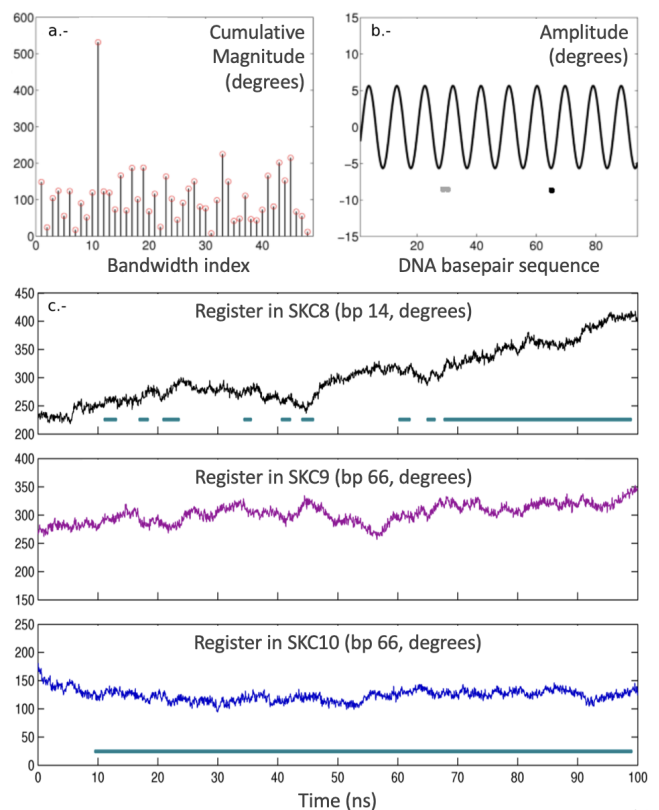 a.-
Cumulative
Magnitude
(degrees)
600
500
400
300
200
100
0
0 10 20 30 40
Bandwidth index
b.-
Amplitude
(degrees)
15
10
5
0
−5
−10
−15
20 40 60 80
DNA basepair sequence
c.-
Register in SKC8 (bp 14, degrees)
450
400
350
300
250
200
Register in SKC9 (bp 66, degrees)
400
350
300
250
200
150
Register in SKC10 (bp 66, degrees)
250
200
150
100
50
0
0 10 20 30 40 50 60 70 80 90 100
Time (ns)